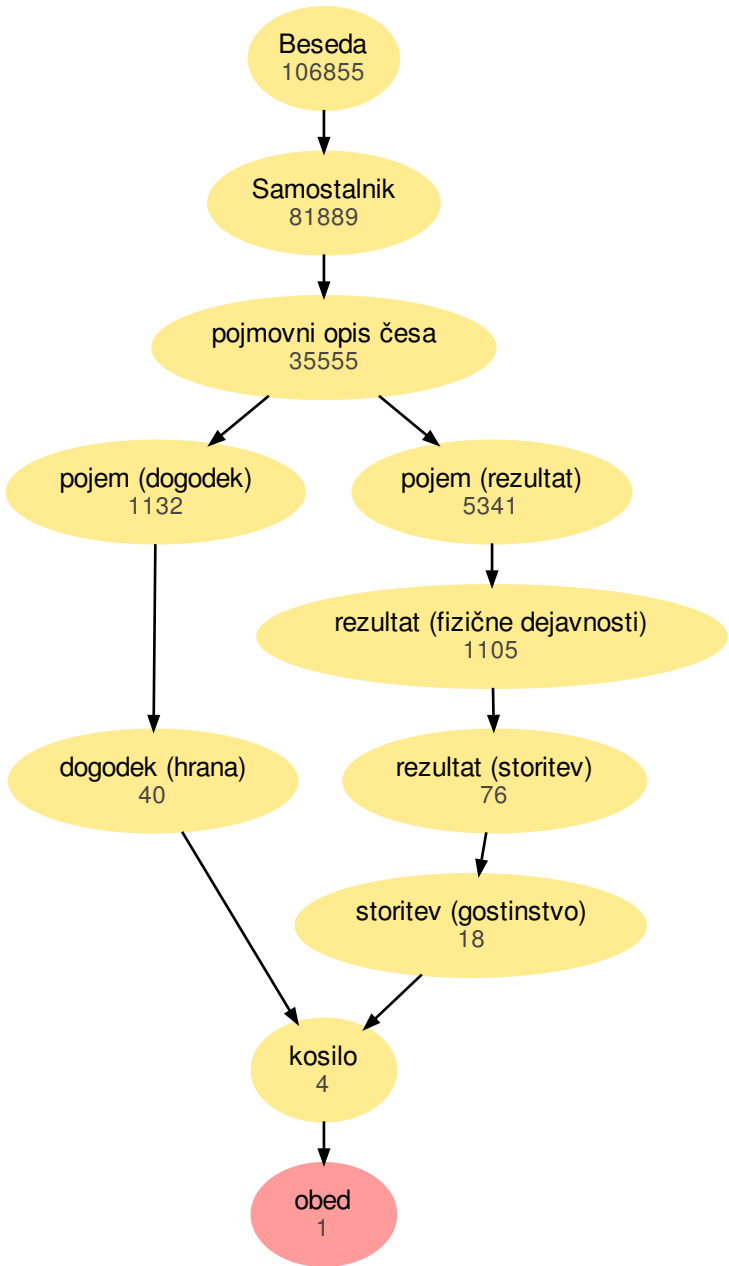 Beseda
106855
Samostalnik
81889
pojmovni opis česa
35555
pojem (dogodek)
1132
pojem (rezultat)
5341
rezultat (fizične dejavnosti)
1105
dogodek (hrana)
40
rezultat (storitev)
76
storitev (gostinstvo)
18
kosilo
4
obed
1